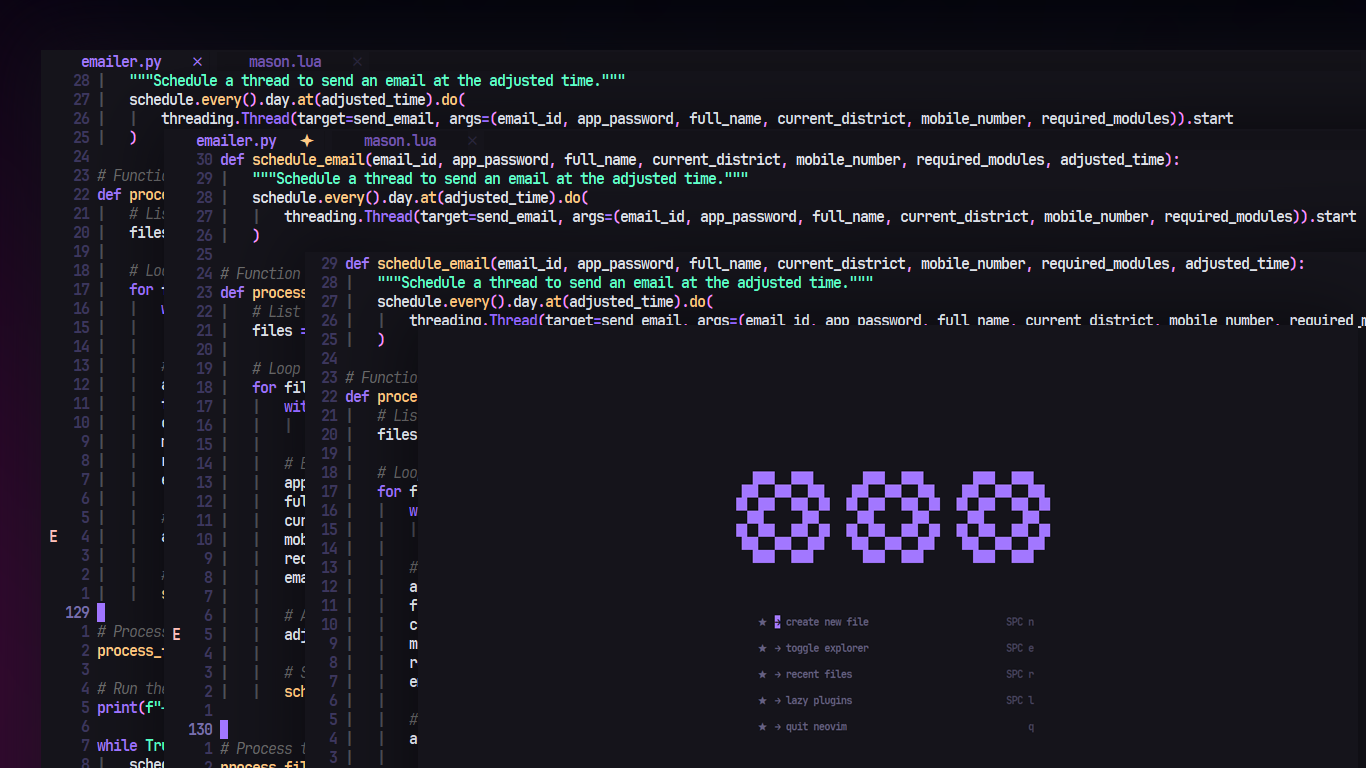 emailer.py × mason.lua ×
28 """Schedule a thread to send an email at the adjusted time."""
27 schedule.every().day.at(adjusted_time).do(
26 threading.Thread(target=send_email, args=(email_id, app_password, full_name, current_district, mobile_number, required_modules)).start
25 )
24
23 # Functi
22 def proce
21 # Lis
20 files
19
18 # Loo
17 for f
16 w
15
14
13 #
12 a
11 f
10 c
9 m
8 r
7 e
6
5 #
E 4 a
3
2 #
1 s
129
1 # Process
2 process_
3
4 # Run the
5 print(f"
6
7 while Tru
8 sche
emailer.py mason.lua ×
30 def schedule_email(email_id, app_password, full_name, current_district, mobile_number, required_modules, adjusted_time):
29 """Schedule a thread to send an email at the adjusted time."""
28 schedule.every().day.at(adjusted_time).do(
27 threading.Thread(target=send_email, args=(email_id, app_password, full_name, current_district, mobile_number, required_modules)).start
26 )
25
24 # Function
23 def process
22 # List
21 files =
20
19 # Loop
18 for fil
17 wit
16
15
14 # E
13 app
12 ful
11 cur
10 mob
9 req
8 ema
7
6 # A
E 5 adj
4
3 # S
2 sch
1
130
1 # Process t
2 process_fil
29 def schedule_email(email_id, app_password, full_name, current_district, mobile_number, required_modules, adjusted_time):
28 """Schedule a thread to send an email at the adjusted time."""
27 schedule.every().day.at(adjusted_time).do(
26 threading.Thread(target=send_email, args=(email_id, app_password, full_name, current_district, mobile_number, required_m
25 )
24
23 # Functio
22 def proce
21 # Lis
20 files
19
18 # Loo
17 for f
16 w
15
14
13 #
12 a
11 f
10 c
9 m
8 r
7 e
6
5 #
4 a
3
★ → create new file SPC n
★ → toggle explorer SPC e
★ → recent files SPC r
★ → lazy plugins SPC l
★ → quit neovim q